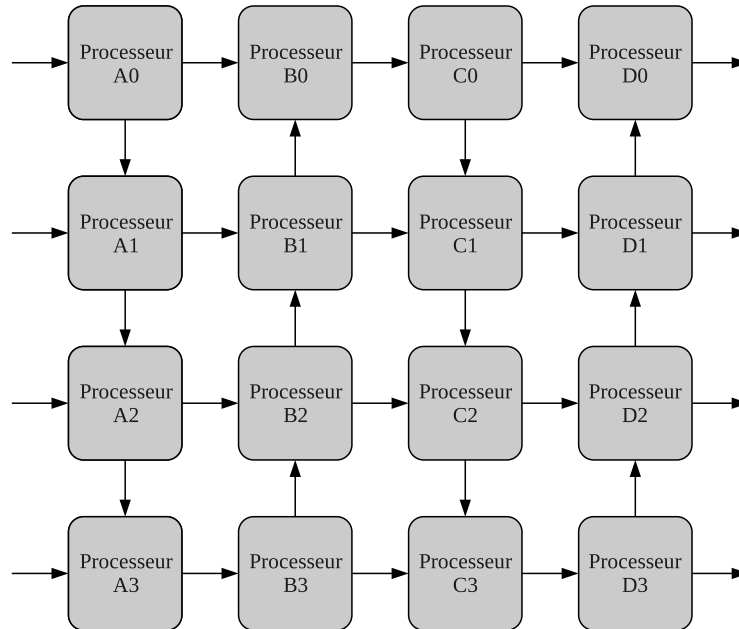 Processeur
A0
Processeur
B0
Processeur
C0
Processeur
D0
Processeur
A1
Processeur
B1
Processeur
C1
Processeur
D1
Processeur
A2
Processeur
B2
Processeur
C2
Processeur
D2
Processeur
A3
Processeur
B3
Processeur
C3
Processeur
D3